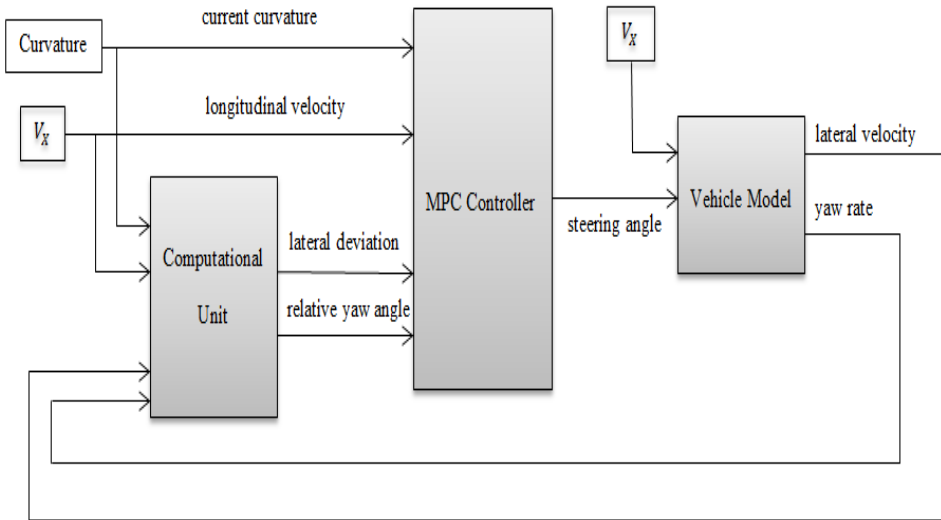 current curvature
Curvature
V_X
longitudinal velocity
V_X
lateral velocity
MPC Controller
Vehicle Model
steering angle
yaw rate
Computational
Unit
lateral deviation
relative yaw angle